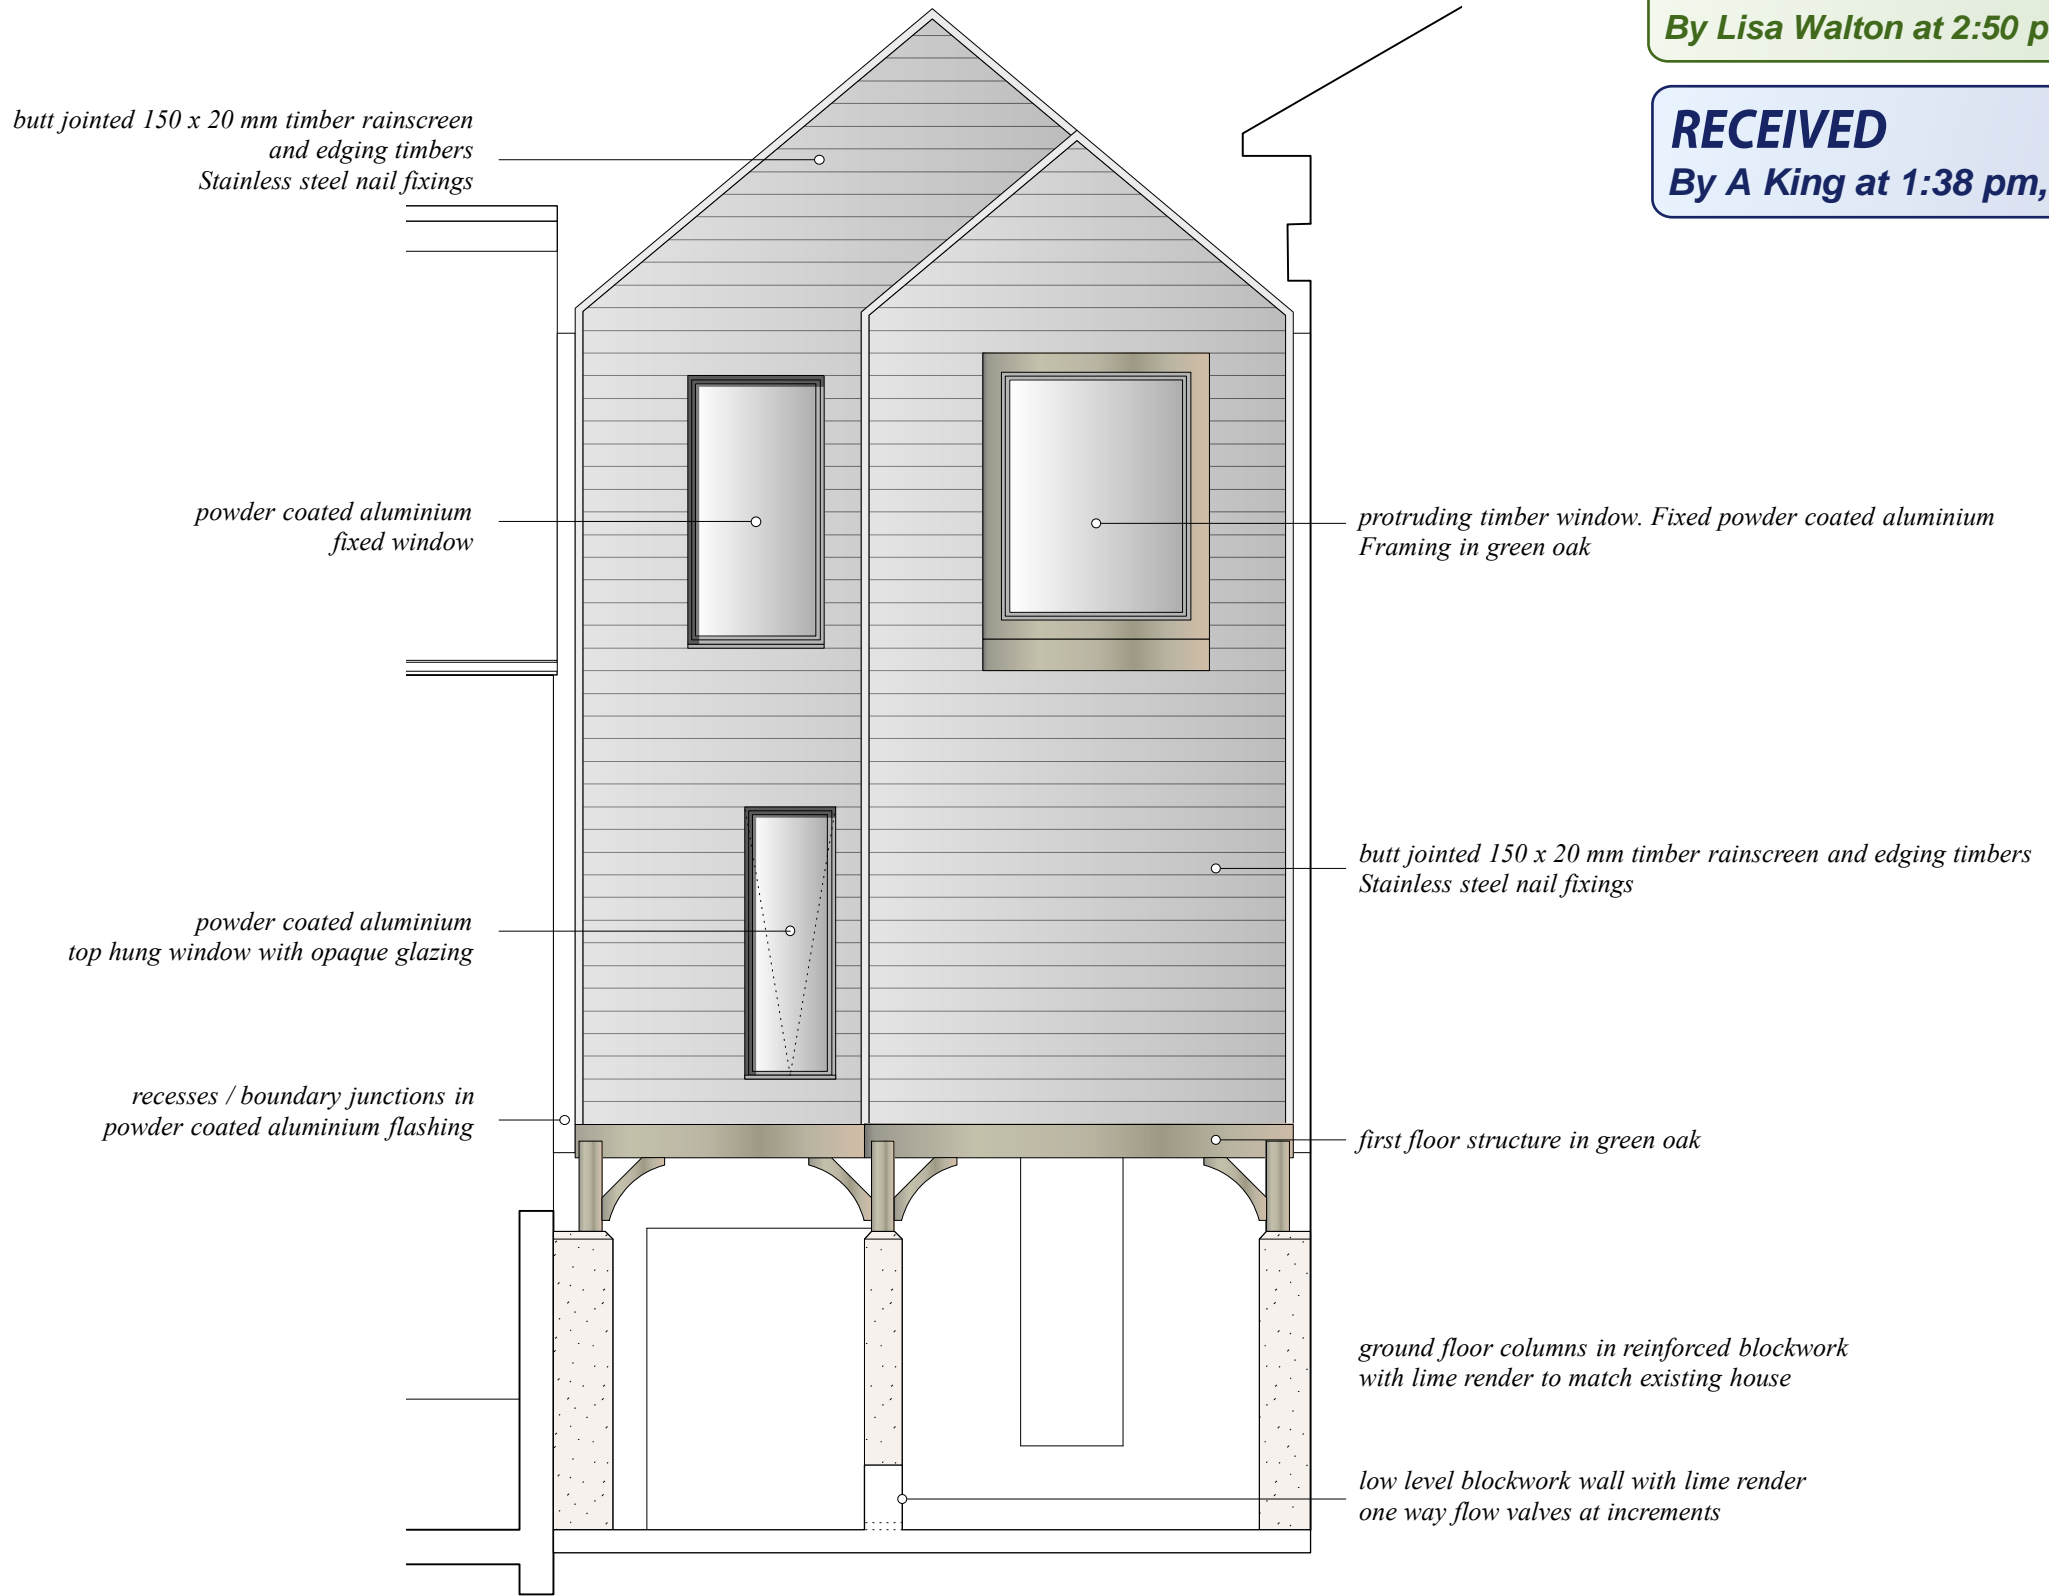 By Lisa Walton at 2:50 p
RECEIVED
By A King at 1:38 pm,
butt jointed 150 x 20 mm timber rainscreen
and edging timbers
Stainless steel nail fixings
powder coated aluminium
fixed window
protruding timber window. Fixed powder coated aluminium
Framing in green oak
butt jointed 150 x 20 mm timber rainscreen and edging timbers
Stainless steel nail fixings
powder coated aluminium
top hung window with opaque glazing
recesses / boundary junctions in
powder coated aluminium flashing
first floor structure in green oak
ground floor columns in reinforced blockwork
with lime render to match existing house
low level blockwork wall with lime render
one way flow valves at increments